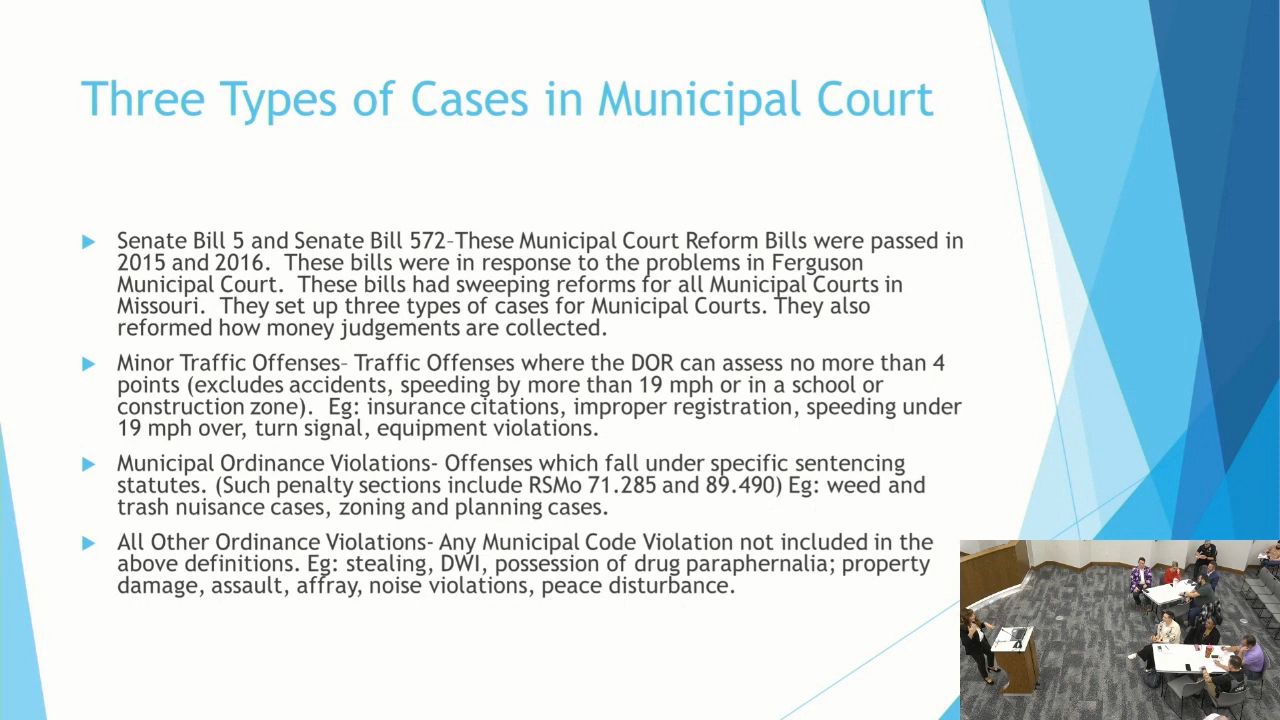 Three Types of Cases in Municipal Court
Senate Bill 5 and Senate Bill 572–These Municipal Court Reform Bills were passed in
2015 and 2016.  These bills were in response to the problems in Ferguson
Municipal Court.  These bills had sweeping reforms for all Municipal Courts in
Missouri.  They set up three types of cases for Municipal Courts. They also
reformed how money judgements are collected.
Minor Traffic Offenses– Traffic Offenses where the DOR can assess no more than 4
points (excludes accidents, speeding by more than 19 mph or in a school or
construction zone).  Eg: insurance citations, improper registration, speeding under
19 mph over, turn signal, equipment violations.
Municipal Ordinance Violations- Offenses which fall under specific sentencing
statutes. (Such penalty sections include RSMo 71.285 and 89.490) Eg: weed and
trash nuisance cases, zoning and planning cases.
All Other Ordinance Violations- Any Municipal Code Violation not included in the
above definitions. Eg: stealing, DWI, possession of drug paraphernalia; property
damage, assault, affray, noise violations, peace disturbance.